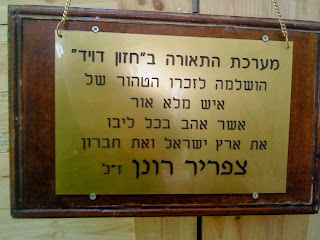 מערכת התאורה ב"חזון דויד"
הושלמה לזכרו הטהור של
איש מלא אור
אשר אהב בכל ליבו
את ארץ ישראל ואת חברון
צפריר רונן ז"ל